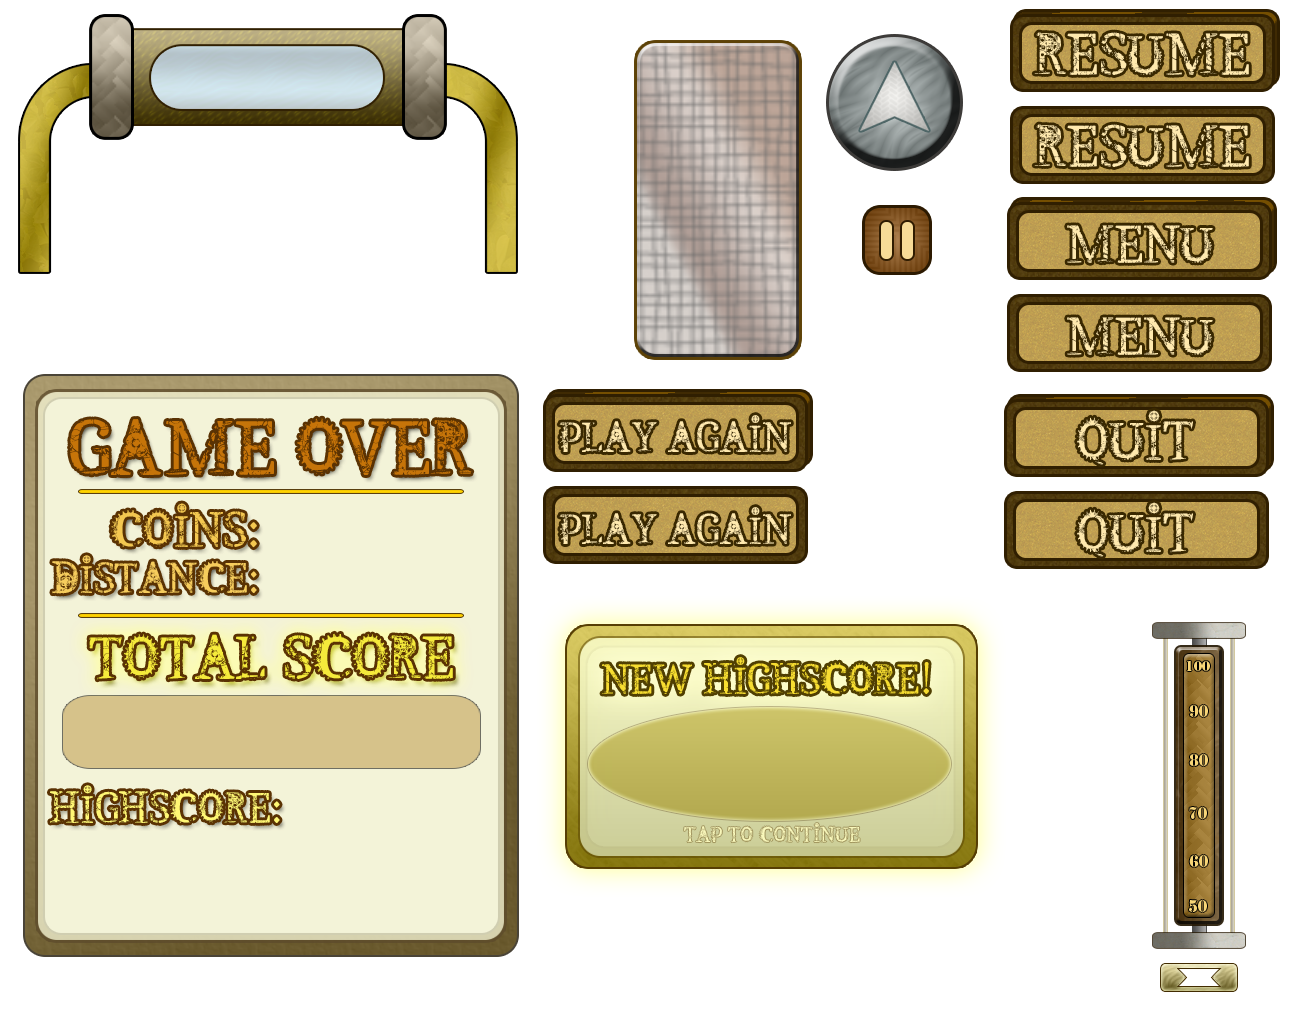 RESUME
RESUME
MENU
MENU
GAME OVER
COINS:
DISTANCE:
TOTAL SCORE
HIGHSCORE:
PLAY AGAIN
PLAY AGAIN
QUIT
QUIT
NEW HIGHSCORE!
TAP TO CONTINUE
100
90
80
70
60
50